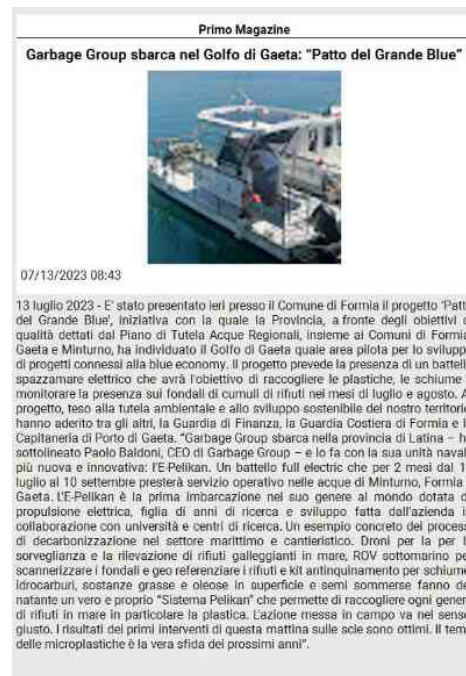 Primo Magazine
Garbage Group sbarca nel Golfo di Gaeta: “Patto del Grande Blue”
07/13/2023 08:43
13 luglio 2023 - E' stato presentato ieri presso il Comune di Formia il progetto 'Patt
del Grande Blue', iniziativa con la quale la Provincia, a fronte degli obiettivi d
qualità dettati dal Piano di Tutela Acque Regionali, insieme ai Comuni di Formia
Gaeta e Minturno, ha individuato il Golfo di Gaeta quale area pilota per lo svilupp
di progetti connessi alla blue economy. Il progetto prevede la presenza di un battell
spazzamare elettrico che avrà l'obiettivo di raccogliere le plastiche, le schiume
monitorare la presenza sui fondali di cumuli di rifiuti nei mesi di luglio e agosto. A
progetto, teso alla tutela ambientale e allo sviluppo sostenibile del nostro territori
hanno aderito tra gli altri, la Guardia di Finanza, la Guardia Costiera di Formia e l
Capitaneria di Porto di Gaeta. “Garbage Group sbarca nella provincia di Latina – h
sottolineato Paolo Baldoni, CEO di Garbage Group – e lo fa con la sua unità naval
più nuova e innovativa: l'E-Pelikan. Un battello full electric che per 2 mesi dal 1
luglio al 10 settembre presterà servizio operativo nelle acque di Minturno, Formia
Gaeta. L'E-Pelikan è la prima imbarcazione nel suo genere al mondo dotata d
propulsione elettrica, figlia di anni di ricerca e sviluppo fatta dall'azienda i
collaborazione con università e centri di ricerca. Un esempio concreto del process
di decarbonizzazione nel settore marittimo e cantieristico. Droni per la per l
sorveglianza e la rilevazione di rifiuti galleggianti in mare, ROV sottomarino pe
scannerizzare i fondali e geo referenziare i rifiuti e kit antinquinamento per schiume
idrocarburi, sostanze grasse e oleose in superficie e semi sommerse fanno de
natante un vero e proprio “Sistema Pelikan” che permette di raccogliere ogni gener
di rifiuti in mare in particolare la plastica. L'azione messa in campo va nel sens
giusto. I risultati dei primi interventi di questa mattina sulle scie sono ottimi. Il tem
delle microplastiche è la vera sfida dei prossimi anni”.